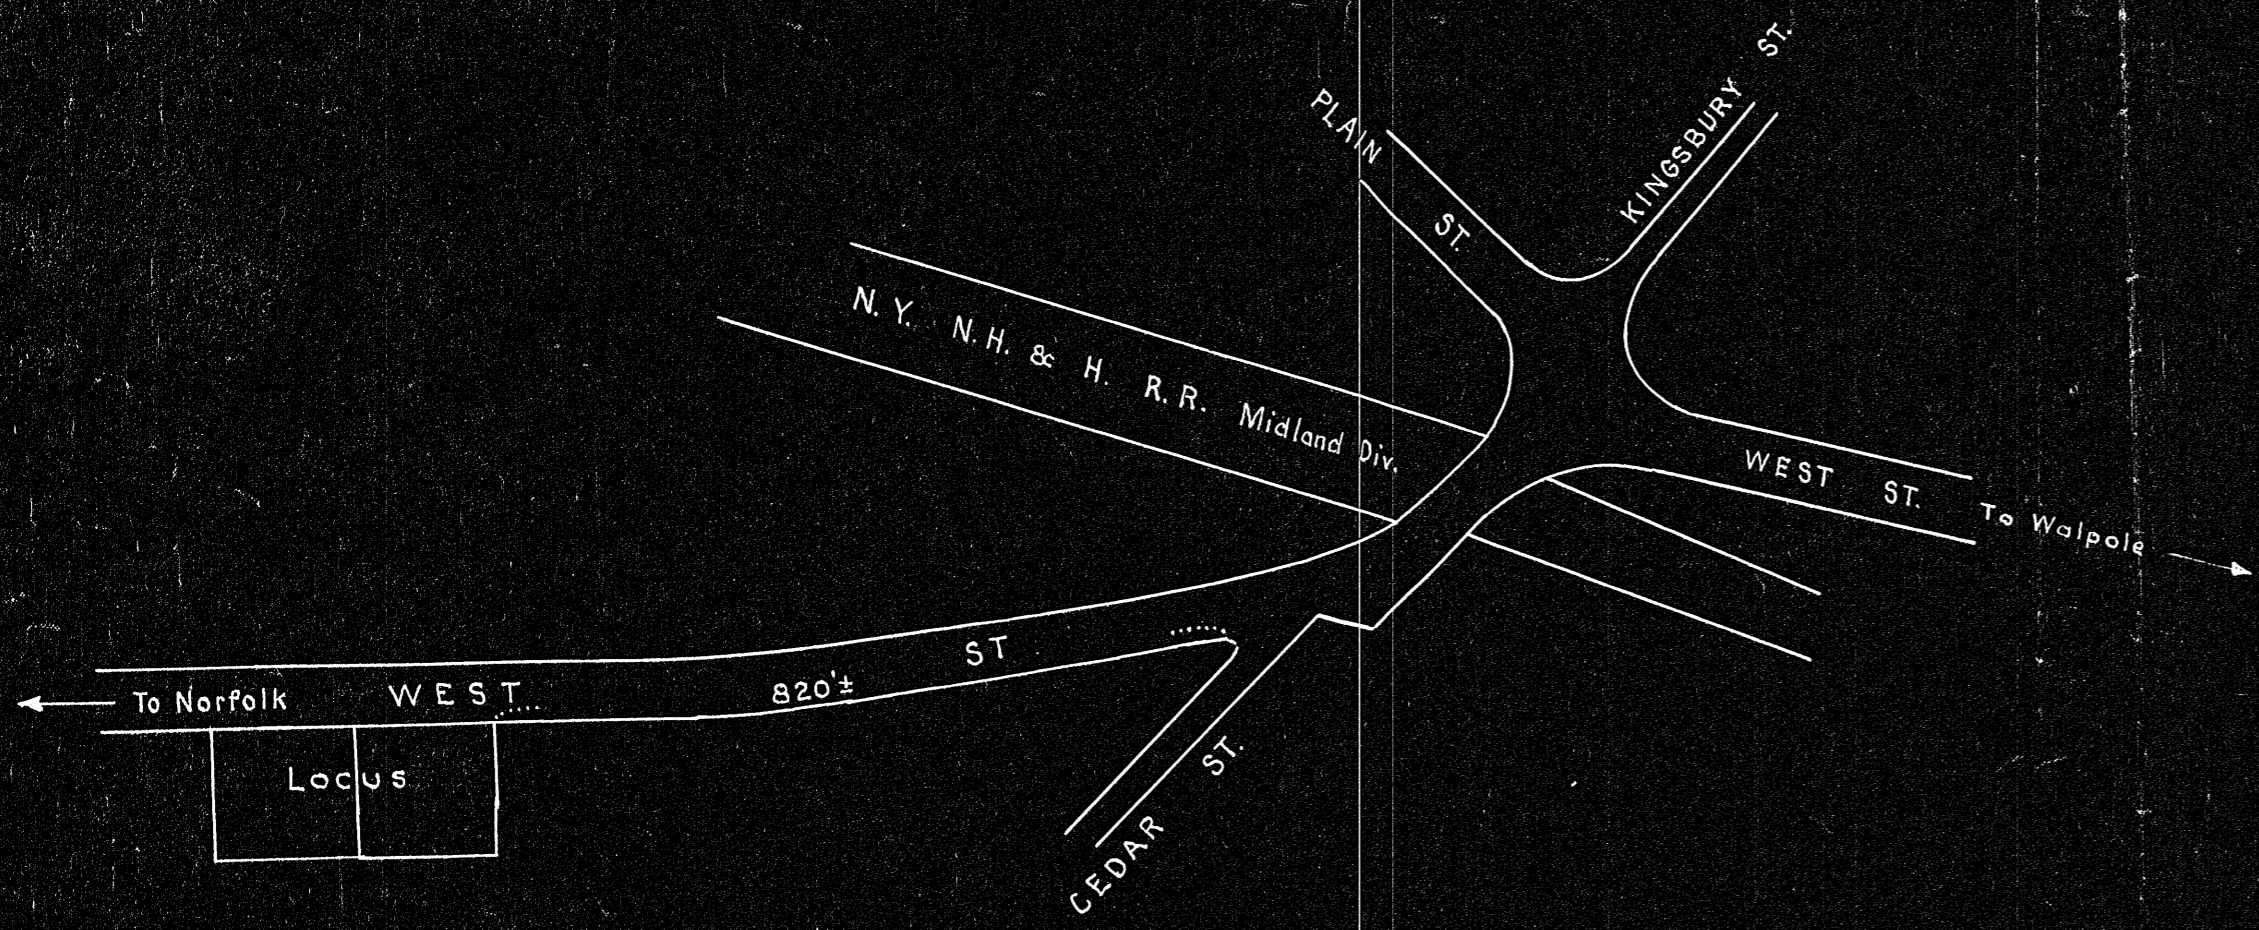 PLAIN ST.
KINGSBURY ST.
N.Y. N.H. & H. R.R. Midland Div.
WEST ST. To Walpole
To Norfolk WEST ST
820'±
Locus
CEDAR ST.